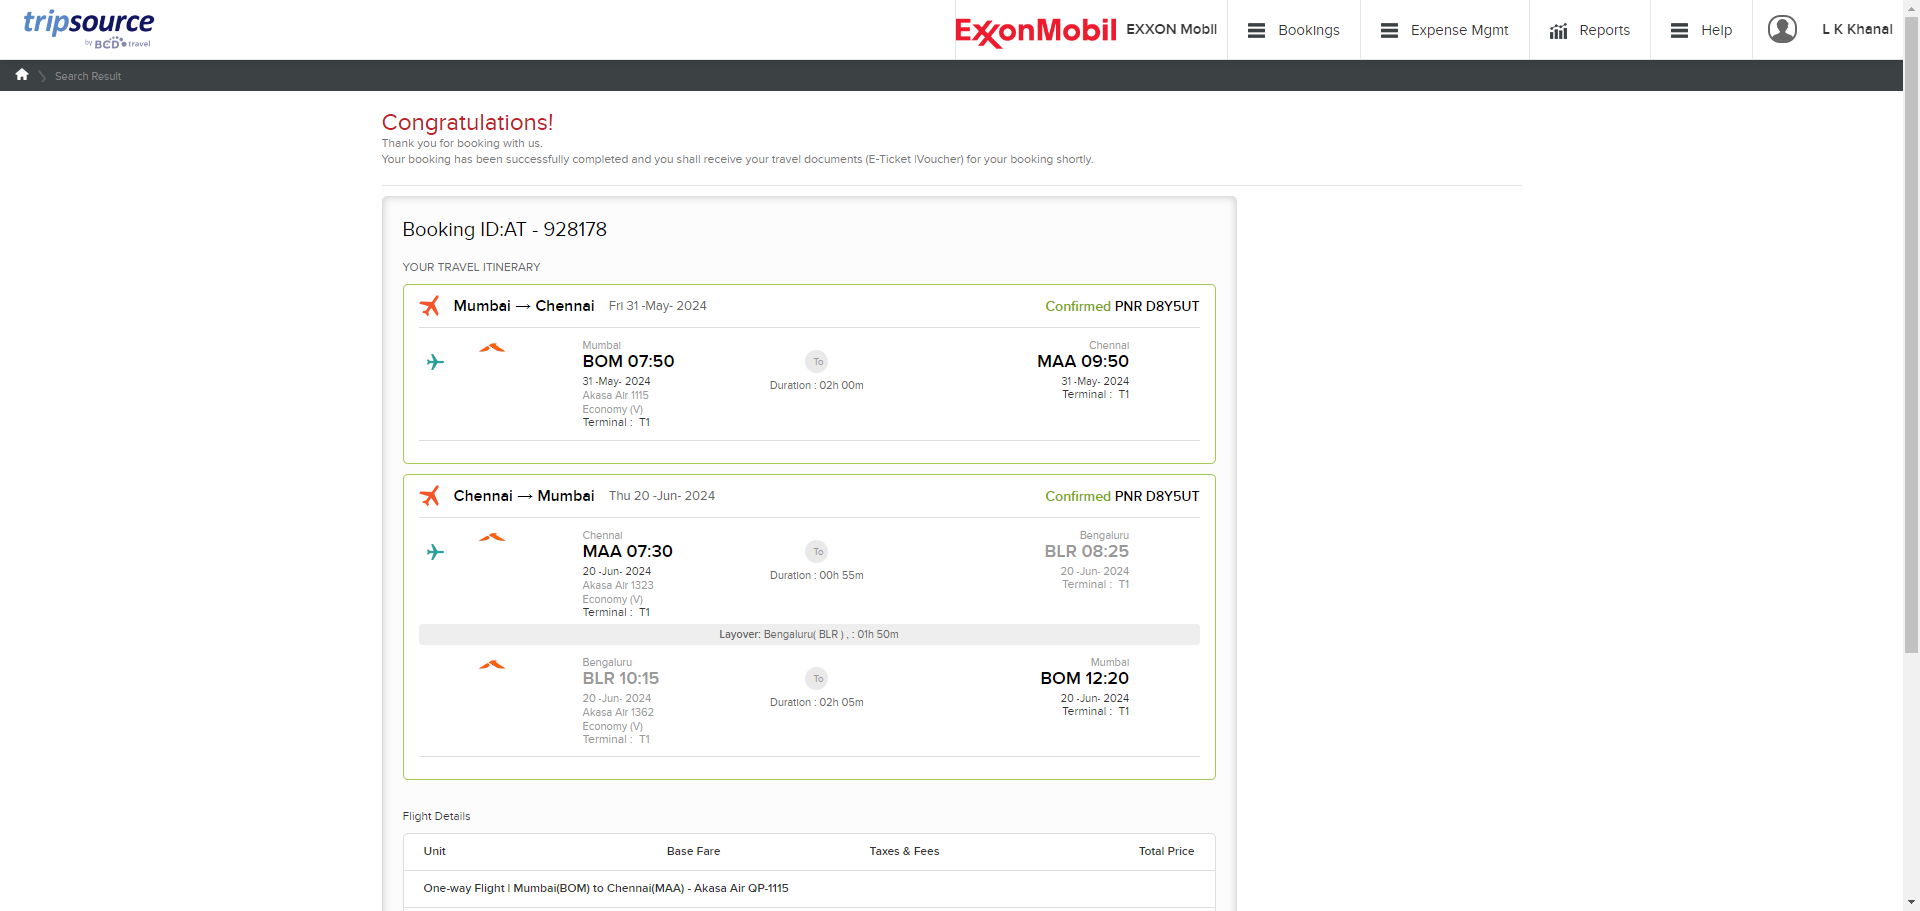 tripsource
by BCD travel
ExxonMobil EXXON Mobil Bookings Expense Mgmt Reports Help L K Khanal
Search Result
Congratulations!
Thank you for booking with us.
Your booking has been successfully completed and you shall receive your travel documents (E-Ticket |Voucher) for your booking shortly.
Booking ID:AT - 928178
YOUR TRAVEL ITINERARY
Mumbai → Chennai Fri 31 -May- 2024 Confirmed PNR D8Y5UT
Mumbai Chennai
BOM 07:50 To MAA 09:50
31 -May- 2024 Duration : 02h 00m 31 -May- 2024
Akasa Air 1115 Terminal : T1
Economy (V)
Terminal : T1
Chennai → Mumbai Thu 20 -Jun- 2024 Confirmed PNR D8Y5UT
Chennai Bengaluru
MAA 07:30 To BLR 08:25
20 -Jun- 2024 Duration : 00h 55m 20 -Jun- 2024
Akasa Air 1323 Terminal : T1
Economy (V)
Terminal : T1
Layover: Bengaluru( BLR ) , : 01h 50m
Bengaluru Mumbai
BLR 10:15 To BOM 12:20
20 -Jun- 2024 Duration : 02h 05m 20 -Jun- 2024
Akasa Air 1362 Terminal : T1
Economy (V)
Terminal : T1
Flight Details
Unit Base Fare Taxes & Fees Total Price
One-way Flight | Mumbai(BOM) to Chennai(MAA) - Akasa Air QP-1115